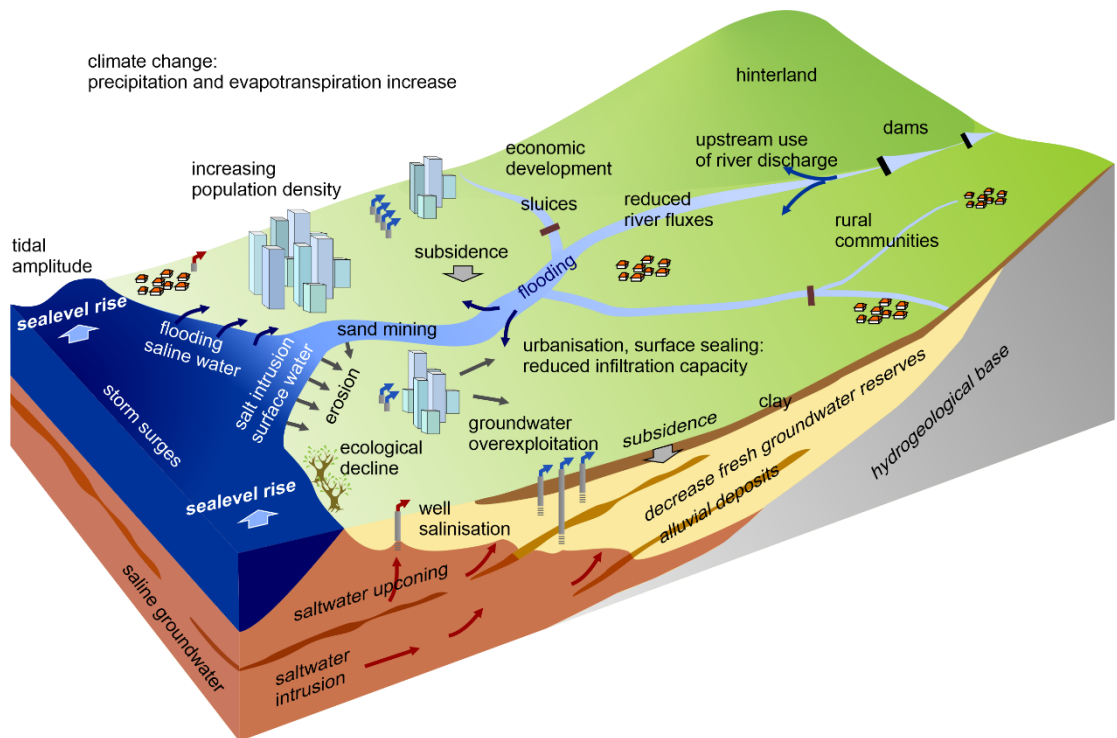 climate change:
precipitation and evapotranspiration increase
hinterland
dams
upstream use
of river discharge
economic
development
increasing
population density
sluices
reduced
river fluxes
rural
communities
tidal
amplitude
subsidence
flooding
sealevel rise
flooding
saline water
sand mining
salt intrusion
surface water
erosion
urbanisation, surface sealing:
reduced infiltration capacity
storm surges
clay
groundwater
overexploitation
subsidence
ecological
decline
sealevel rise
decrease fresh groundwater reserves
alluvial deposits
hydrogeological base
well
salinisation
saltwater upconing
saline groundwater
saltwater
intrusion